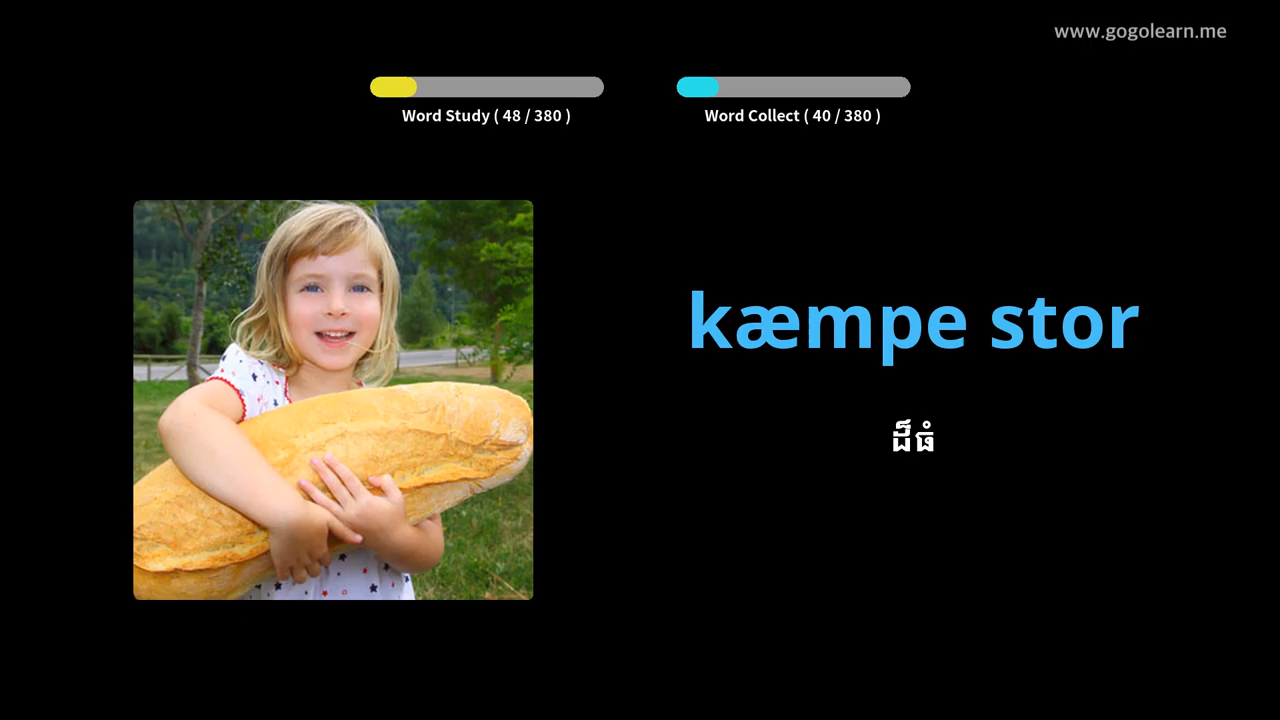 www.gogolearn.me
Word Study ( 48 / 380 )
Word Collect ( 40 / 380 )
kæmpe stor
ដ៏ធំ